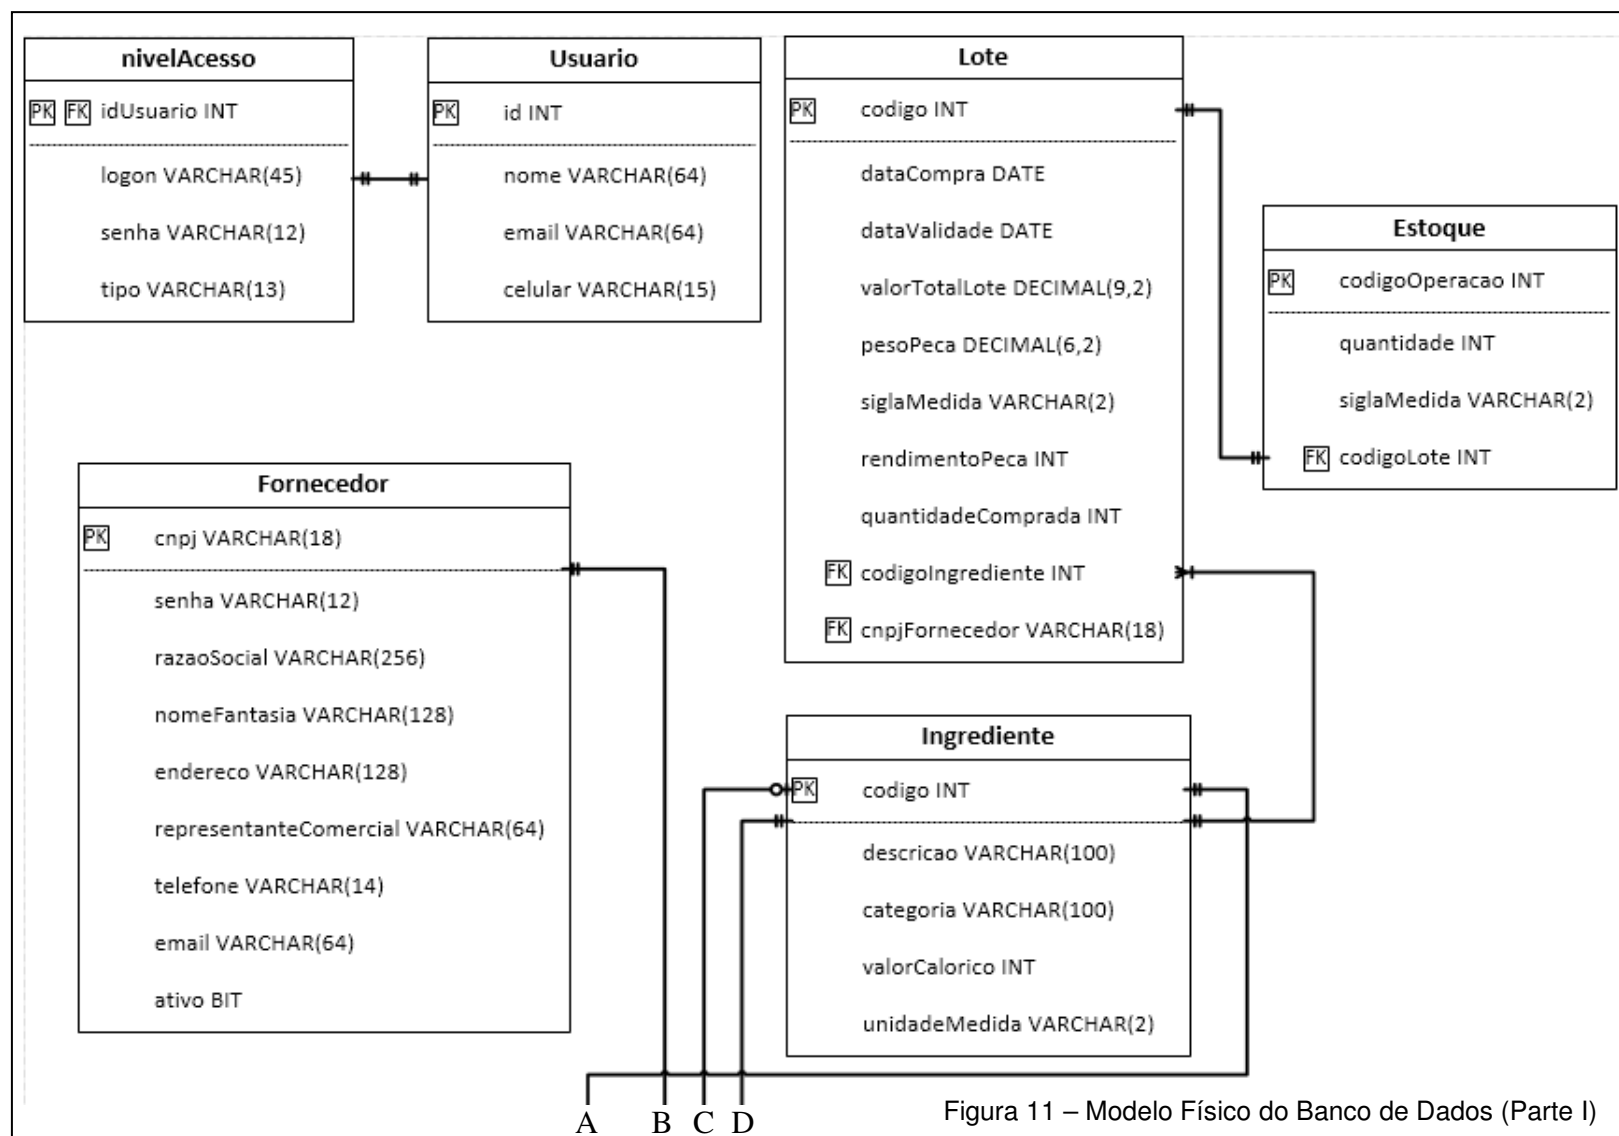 nivelAcesso
PK FK idUsuario INT
logon VARCHAR(45)
senha VARCHAR(12)
tipo VARCHAR(13)
Usuario
PK id INT
nome VARCHAR(64)
email VARCHAR(64)
celular VARCHAR(15)
Lote
PK codigo INT
dataCompra DATE
dataValidade DATE
valorTotalLote DECIMAL(9,2)
pesoPeca DECIMAL(6,2)
siglaMedida VARCHAR(2)
rendimentoPeca INT
quantidadeComprada INT
FK codigoIngrediente INT
FK cnpjFornecedor VARCHAR(18)
Estoque
PK codigoOperacao INT
quantidade INT
siglaMedida VARCHAR(2)
FK codigoLote INT
Fornecedor
PK cnpj VARCHAR(18)
senha VARCHAR(12)
razaoSocial VARCHAR(256)
nomeFantasia VARCHAR(128)
endereco VARCHAR(128)
representanteComercial VARCHAR(64)
telefone VARCHAR(14)
email VARCHAR(64)
ativo BIT
Ingrediente
PK codigo INT
descricao VARCHAR(100)
categoria VARCHAR(100)
valorCalorico INT
unidadeMedida VARCHAR(2)
A B C D
Figura 11 – Modelo Físico do Banco de Dados (Parte I)